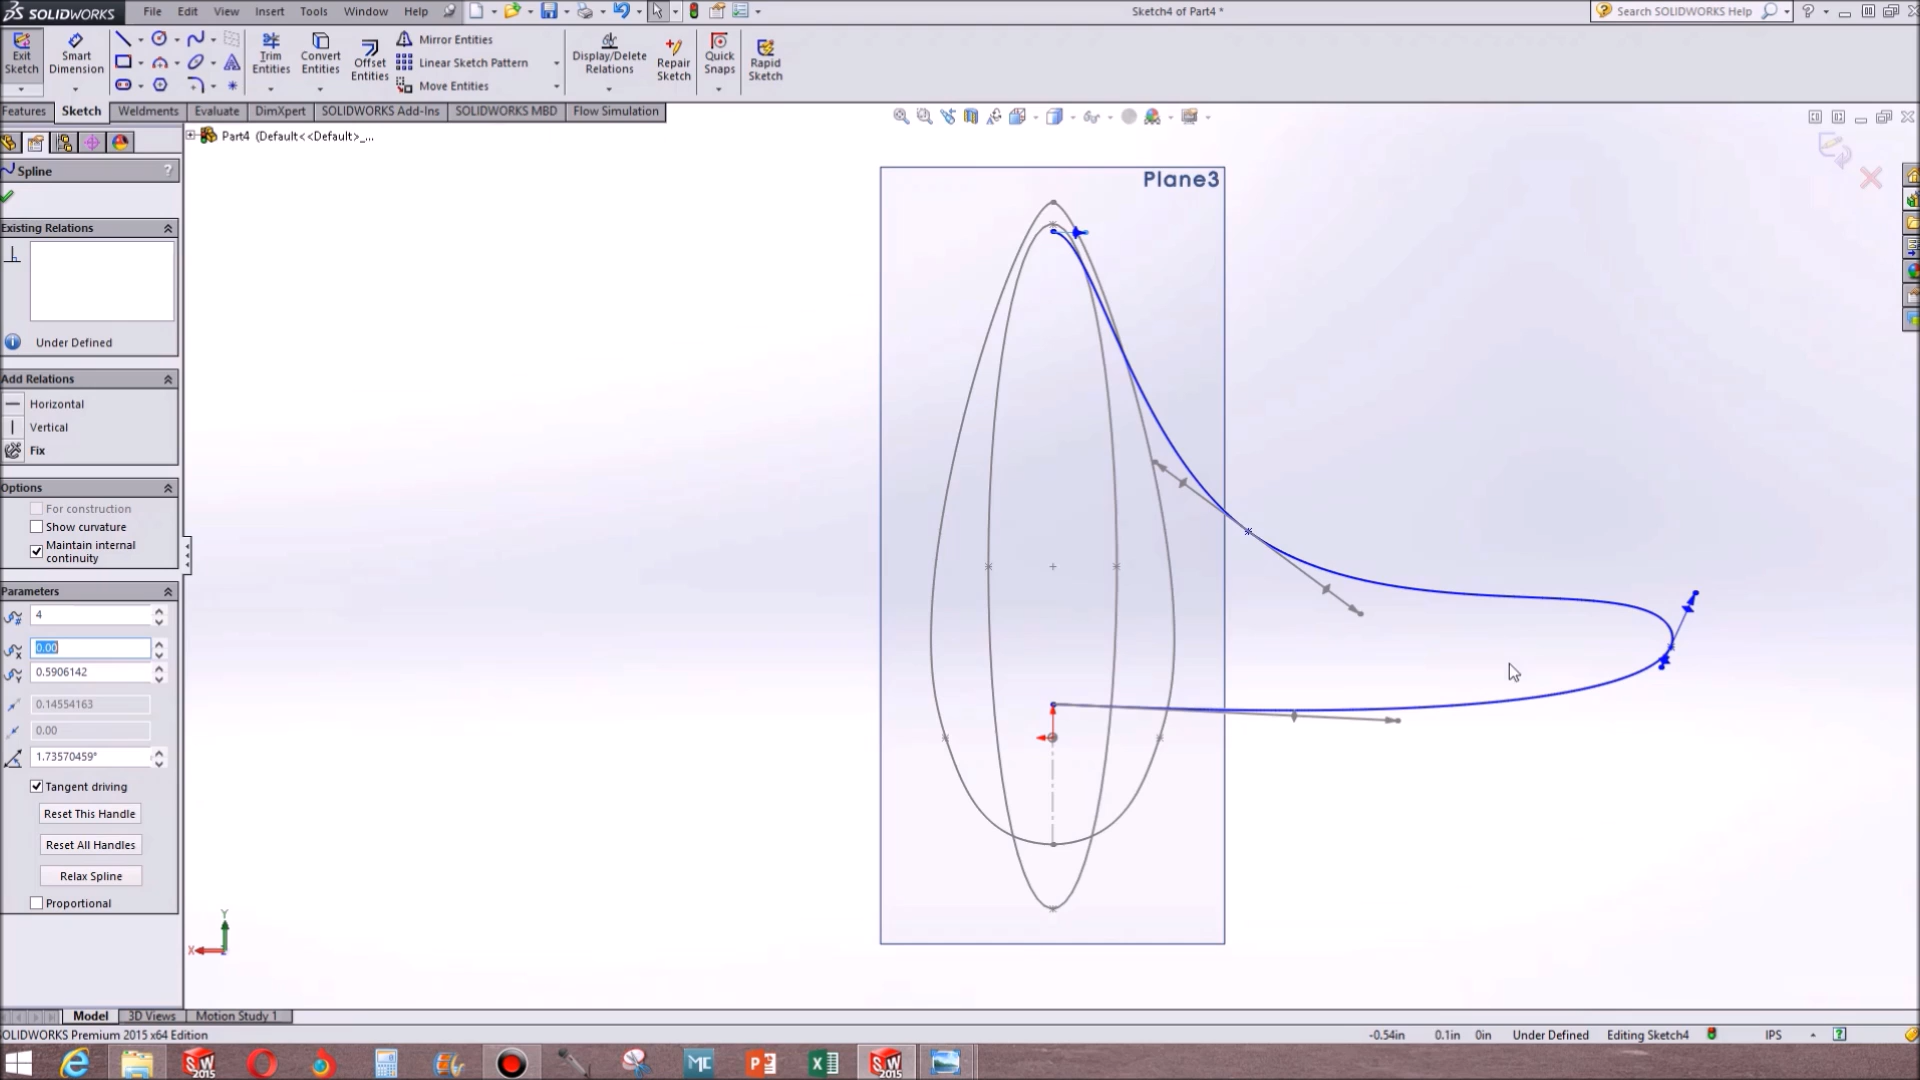 SOLIDWORKS File Edit View Insert Tools Window Help Sketch4 of Part4 * Search SOLIDWORKS Help
Exit Sketch
Smart Dimension
Trim Entities
Convert Entities
Offset Entities
Mirror Entities
Linear Sketch Pattern
Move Entities
Display/Delete Relations
Repair Sketch
Quick Snaps
Rapid Sketch
Features Sketch Weldments Evaluate DimXpert SOLIDWORKS Add-Ins SOLIDWORKS MBD Flow Simulation
Part4 (Default<<Default>_...
Spline ?
Plane3
Existing Relations
Under Defined
Add Relations
Horizontal
Vertical
Fix
Options
For construction
Show curvature
Maintain internal
continuity
Parameters
4
0.00
0.5906142
0.14554163
0.00
1.73570459°
Tangent driving
Reset This Handle
Reset All Handles
Relax Spline
Proportional
Y
X
Model 3D Views Motion Study 1
SOLIDWORKS Premium 2015 x64 Edition -0.54in 0.1in 0in Under Defined Editing Sketch4 IPS ?
SW 2015 MC P X SW 2015